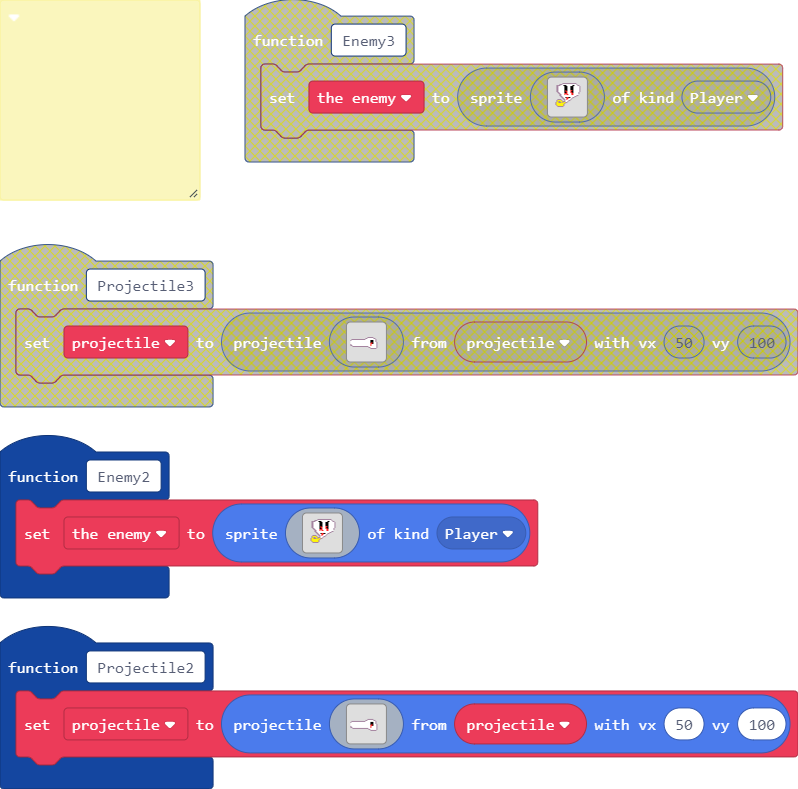 function Enemy3
set the enemy to sprite of kind Player
function Projectile3
set projectile to projectile from projectile with vx 50 vy 100
function Enemy2
set the enemy to sprite of kind Player
function Projectile2
set projectile to projectile from projectile with vx 50 vy 100